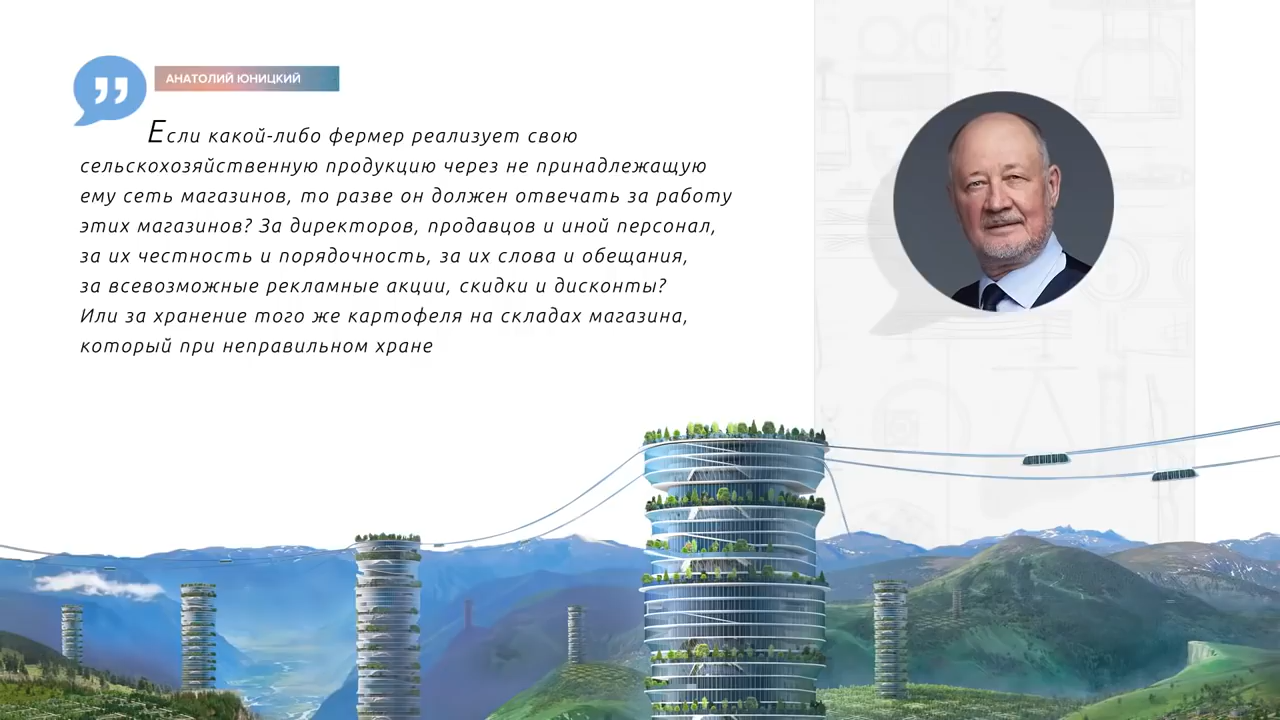 АНАТОЛИЙ ЮНИЦКИЙ
Если какой-либо фермер реализует свою
сельскохозяйственную продукцию через не принадлежащую
ему сеть магазинов, то разве он должен отвечать за работу
этих магазинов? За директоров, продавцов и иной персонал,
за их честность и порядочность, за их слова и обещания,
за всевозможные рекламные акции, скидки и дисконты?
Или за хранение того же картофеля на складах магазина,
который при неправильном хране